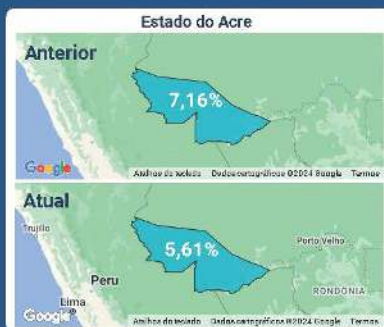 Estado do Acre
Anterior
7,16%
Google
Atalhos do teclado Dados cartográficos ©2024 Google Termos
Atual
Trujillo
5,61%
Porto Velho
Peru
RONDÔNIA
Lima
Google
Atalhos do teclado Dados cartográficos ©2024 Google Termos